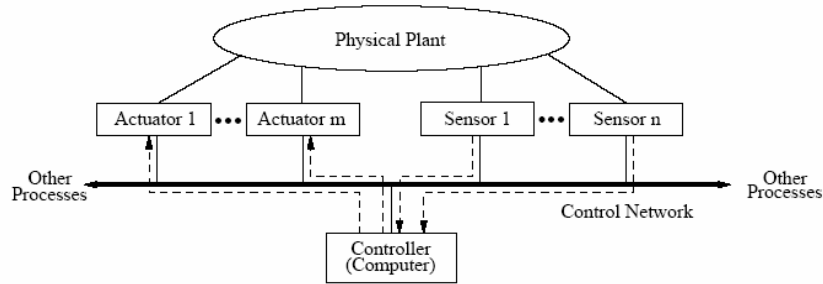 Physical Plant
Actuator 1
Actuator m
Sensor 1
Sensor n
Other
Processes
Other
Processes
Control Network
Controller
(Computer)